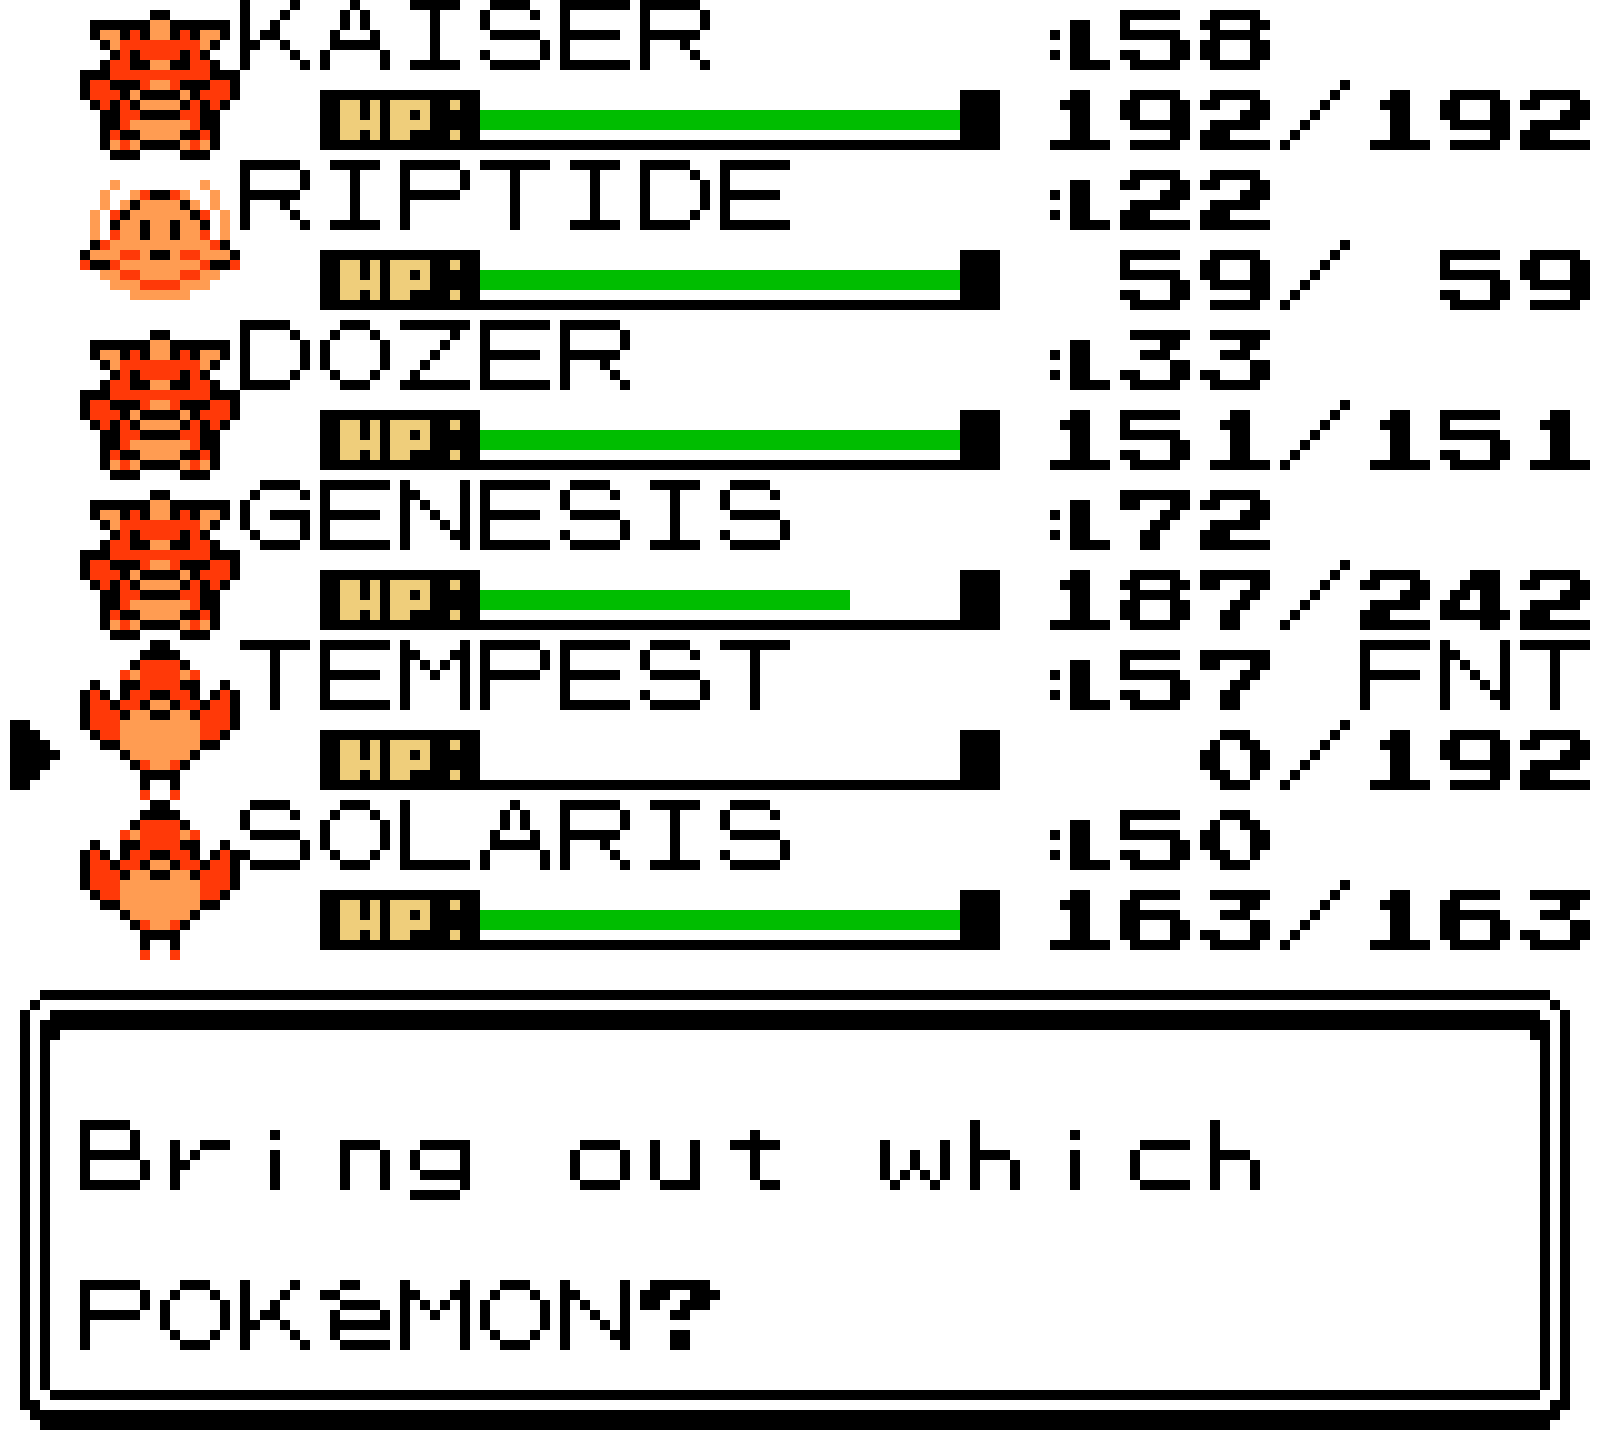 KAISER :L58
HP: 192/192
RIPTIDE :L22
HP: 59/ 59
DOZER :L33
HP: 151/151
GENESIS :L72
HP: 187/242
TEMPEST :L57 FNT
HP: 0/192
SOLARIS :L50
HP: 163/163
Bring out which
POKéMON?